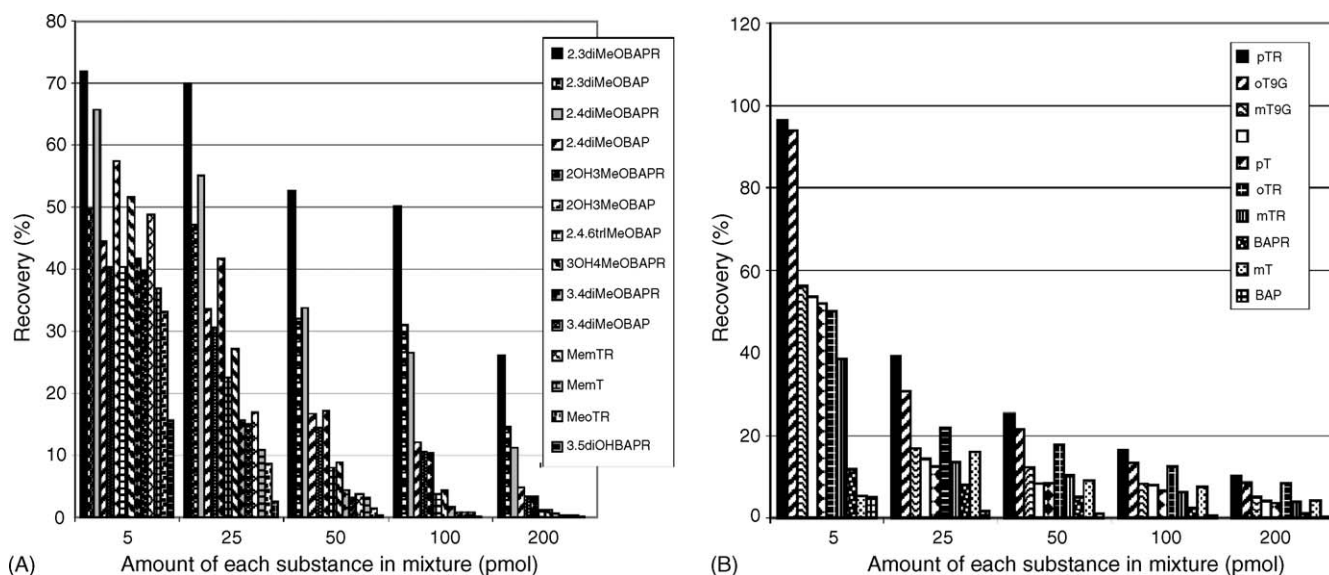 80
70
60
50
40
30
20
10
0
Recovery (%)
2.3diMeOBAPR
2.3diMeOBAP
2.4diMeOBAPR
2.4diMeOBAP
2OH3MeOBAPR
2OH3MeOBAP
2.4.6triMeOBAP
3OH4MeOBAPR
3.4diMeOBAPR
3.4diMeOBAP
MemTR
MemT
MeoTR
3.5diOHBAPR
5 25 50 100 200
(A) Amount of each substance in mixture (pmol)
120
100
80
60
40
20
0
Recovery (%)
pTR
oT9G
mT9G
pT
oTR
mTR
BAPR
mT
BAP
5 25 50 100 200
(B) Amount of each substance in mixture (pmol)